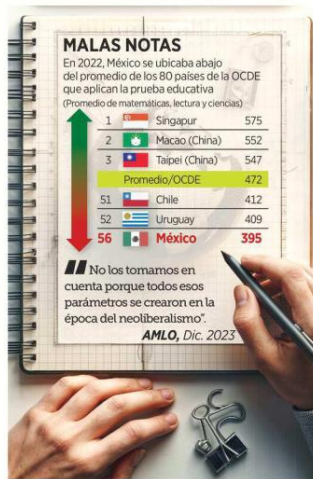 MALAS NOTAS
En 2022, México se ubicaba abajo
del promedio de los 80 países de la OCDE
que aplican la prueba educativa
(Promedio de matemáticas, lectura y ciencias)
1 Singapur 575
2 Macao (China) 552
3 Taipei (China) 547
Promedio/OCDE 472
51 Chile 412
52 Uruguay 409
56 México 395
No los tomamos en
cuenta porque todos esos
parámetros se crearon en la
época del neoliberalismo”.
AMLO, Dic. 2023